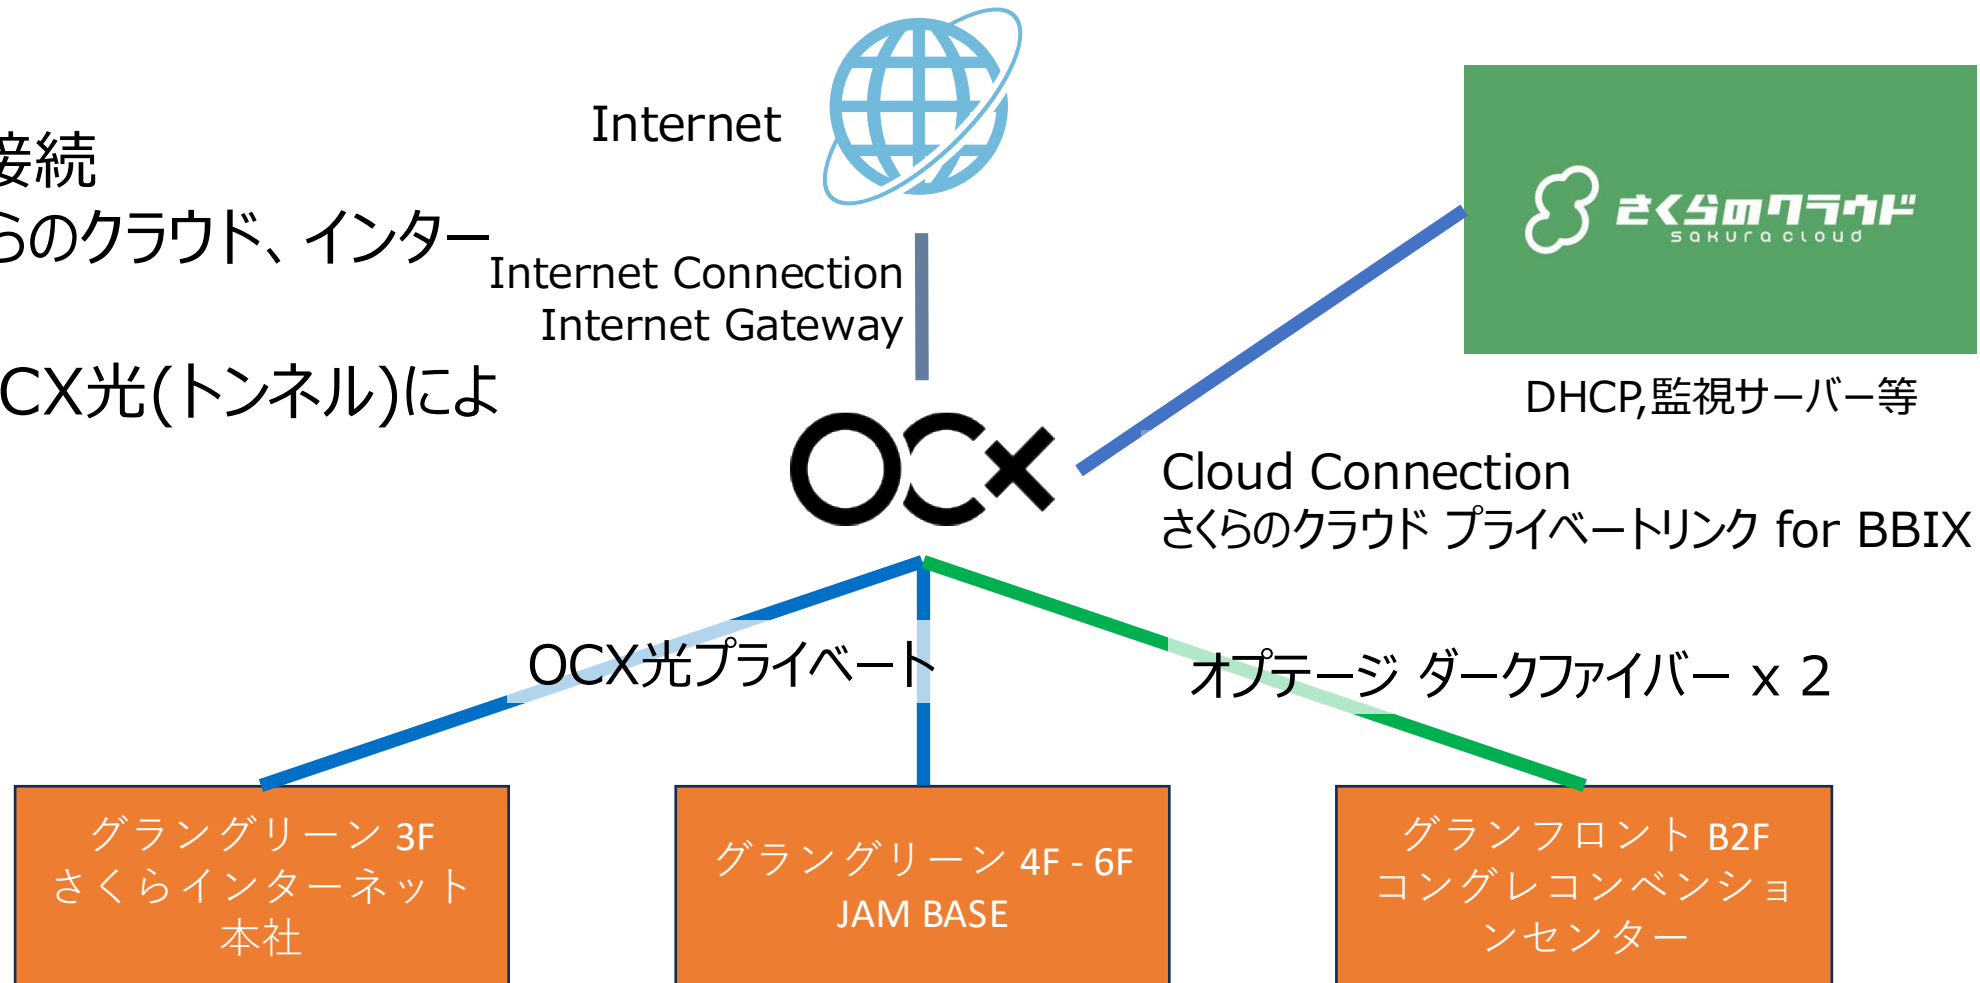 接続
らのクラウド、インター
CX光(トンネル)によ
Internet
Internet Connection
Internet Gateway
さくらのクラウド
sakura cloud
DHCP,監視サーバー等
OCX
Cloud Connection
さくらのクラウド プライベートリンク for BBIX
OCX光プライベート
オプテージ ダークファイバー x 2
グラングリーン 3F
さくらインターネット
本社
グラングリーン 4F - 6F
JAM BASE
グランフロント B2F
コングレコンベンショ
ンセンター